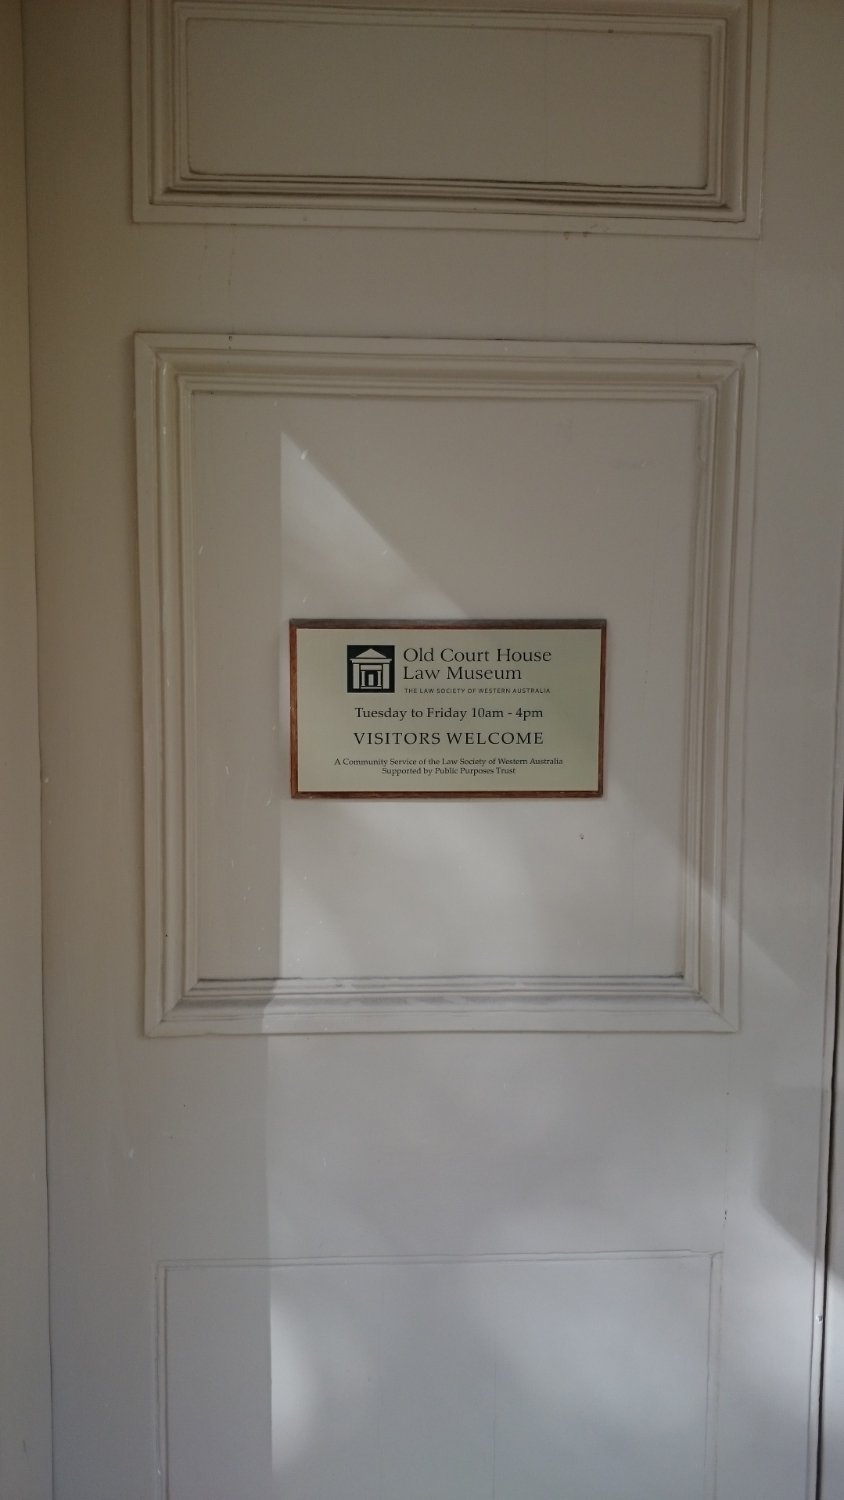 Old Court House
Law Museum
THE LAW SOCIETY OF WESTERN AUSTRALIA
Tuesday to Friday 10am - 4pm
VISITORS WELCOME
A Community Service of the Law Society of Western Australia
Supported by Public Purposes Trust